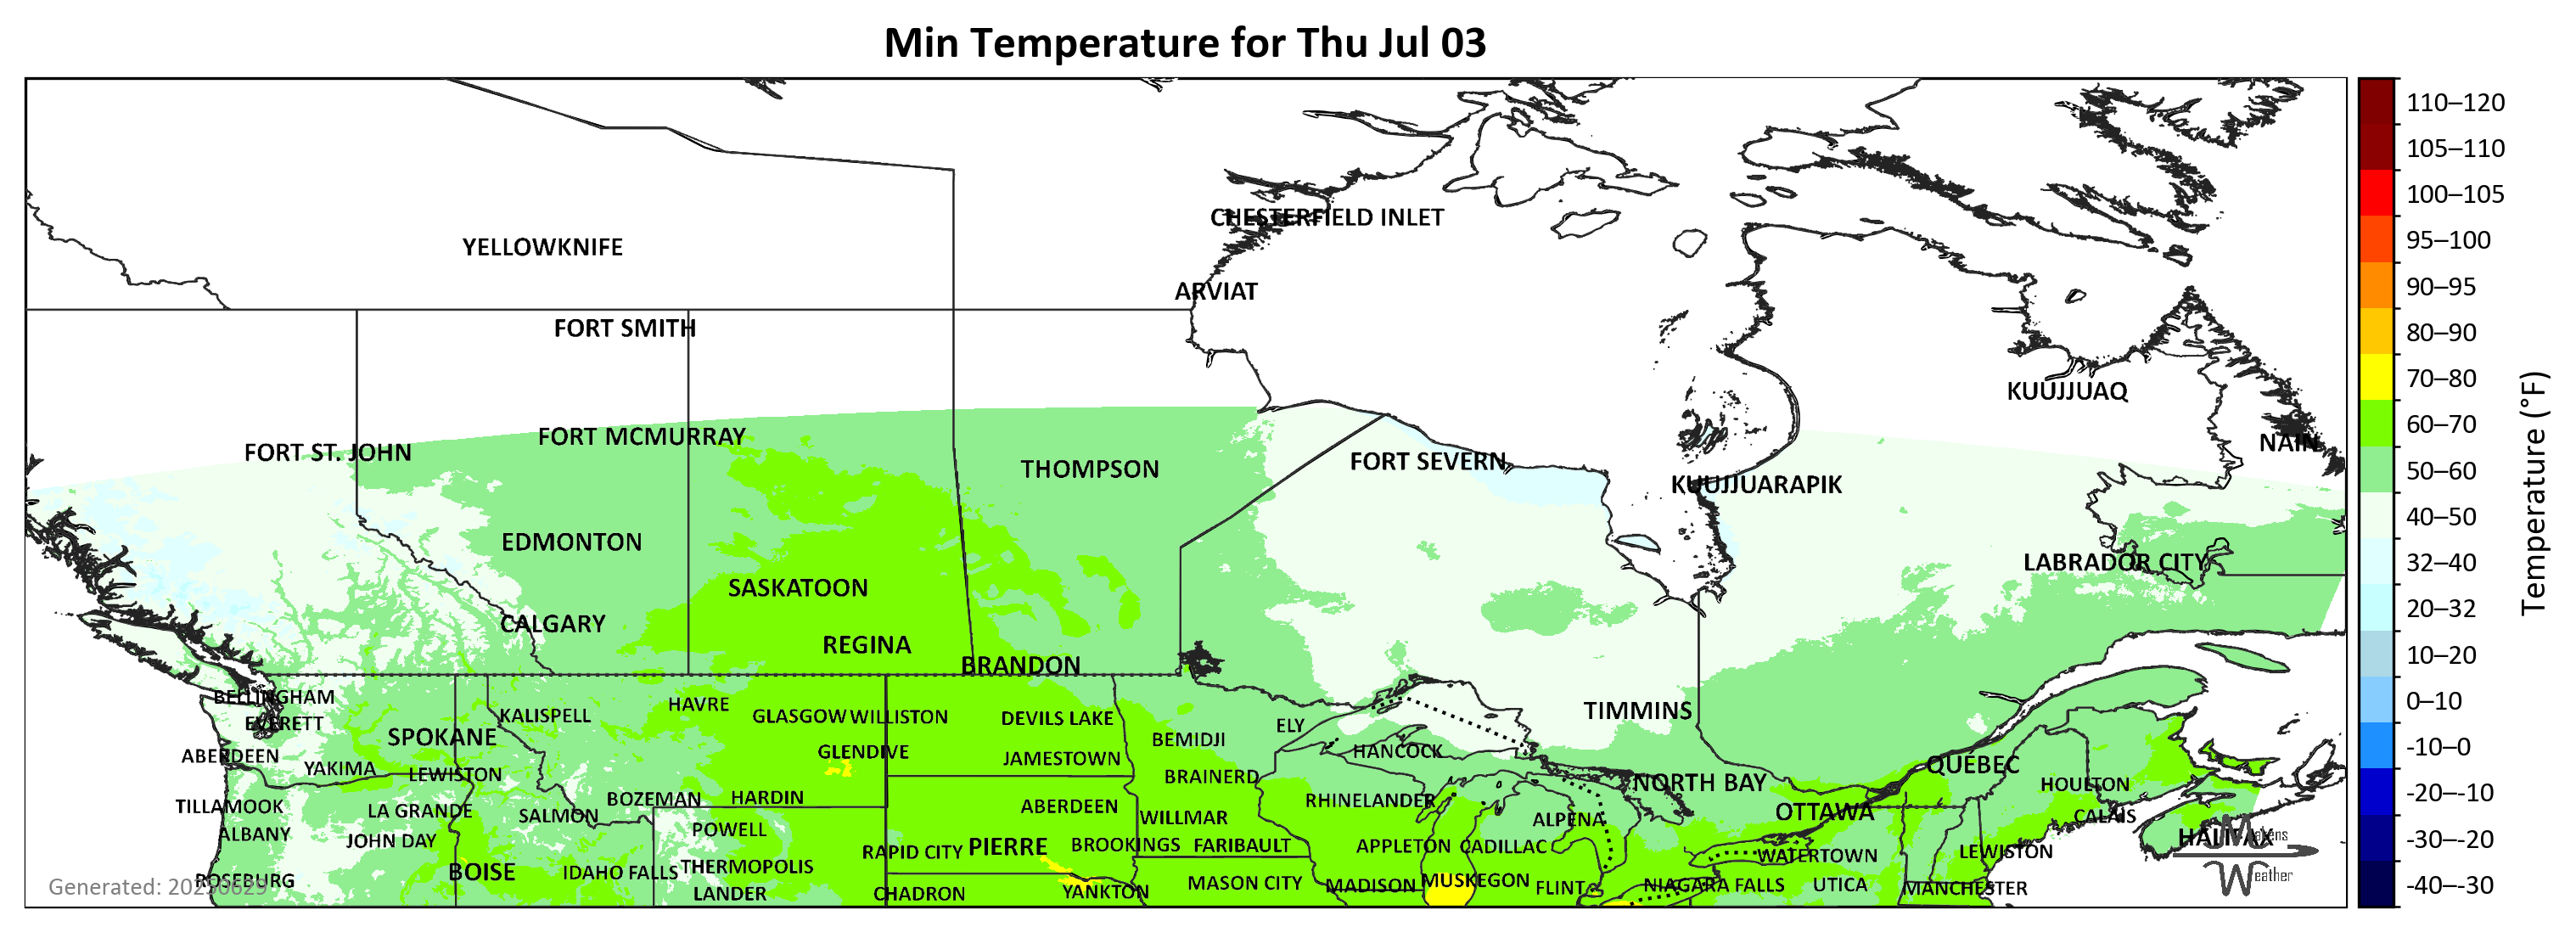 Min Temperature for Thu Jul 03
110–120
105–110
CHESTERFIELD INLET
100–105
YELLOWKNIFE
95–100
ARVIAT
90–95
FORT SMITH
80–90
70–80
KUUJJUAQ
60–70
FORT MCMURRAY
NAIN
FORT ST. JOHN
THOMPSON
FORT SEVERN
50–60
KUUJJUARAPIK
40–50
EDMONTON
LABRADOR CITY
32–40
Temperature (°F)
SASKATOON
20–32
CALGARY
REGINA
10–20
BRANDON
BELLINGHAM
HAVRE
0–10
KALISPELL
GLASGOW
WILLISTON
DEVILS LAKE
TIMMINS
EVERETT
ELY
SPOKANE
BEMIDJI
-10–0
ABERDEEN
GLENDIVE
JAMESTOWN
HANCOCK
YAKIMA
LEWISTON
BRAINERD
QUEBEC
NORTH BAY
HOULTON
-20–-10
TILLAMOOK
LA GRANDE
BOZEMAN
HARDIN
ABERDEEN
RHINELANDER
SALMON
WILLMAR
ALPENA
OTTAWA
CALAIS
ALBANY
JOHN DAY
POWELL
HALIFAX
Makens
-30–-20
RAPID CITY
PIERRE
BROOKINGS
FARIBAULT
APPLETON
CADILLAC
WATERTOWN
LEWISTON
BOISE
IDAHO FALLS
THERMOPOLIS
Weather
ROSEBURG
Generated: 20250629
LANDER
CHADRON
YANKTON
MASON CITY
MADISON
MUSKEGON
FLINT
NIAGARA FALLS
UTICA
MANCHESTER
-40–-30